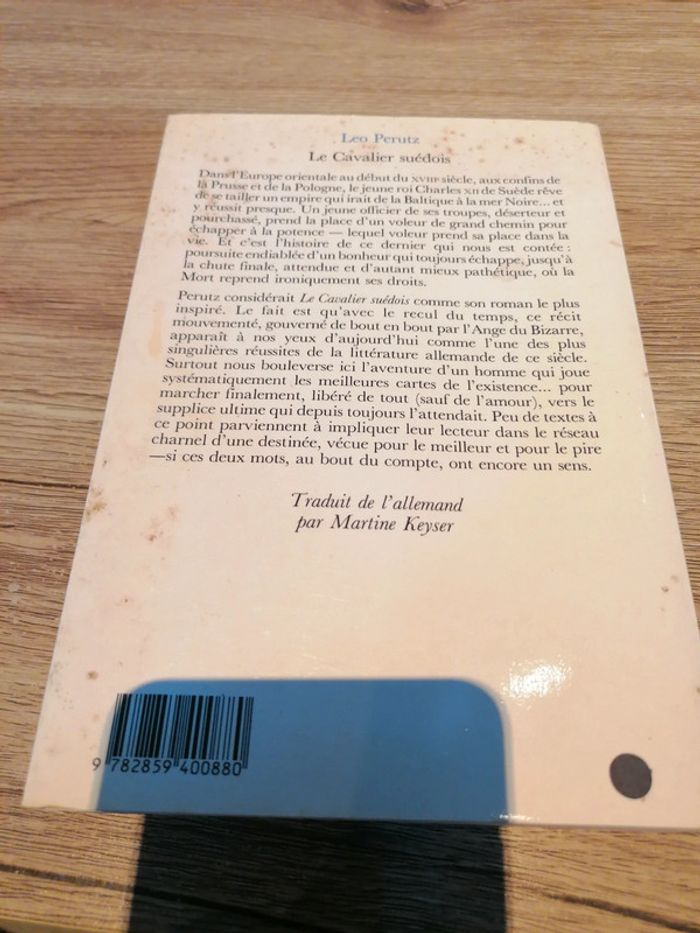 Leo Perutz
Le Cavalier suédois
Dans l'Europe orientale au début du XVIIIe siècle, aux confins de
la Prusse et de la Pologne, le jeune roi Charles XII de Suède rêve
de se tailler un empire qui irait de la Baltique à la mer Noire... et
y réussit presque. Un jeune officier de ses troupes, déserteur et
pourchassé, prend la place d'un voleur de grand chemin pour
échapper à la potence — lequel voleur prend sa place dans la
vie. Et c'est l'histoire de ce dernier qui nous est contée :
poursuite endiablée d'un bonheur qui toujours échappe, jusqu'à
la chute finale, attendue et d'autant mieux pathétique, où la
Mort reprend ironiquement ses droits.
Perutz considérait Le Cavalier suédois comme son roman le plus
inspiré. Le fait est qu'avec le recul du temps, ce récit
mouvementé, gouverné de bout en bout par l'Ange du Bizarre,
apparaît à nos yeux d'aujourd'hui comme l'une des plus
singulières réussites de la littérature allemande de ce siècle.
Surtout nous bouleverse ici l'aventure d'un homme qui joue
systématiquement les meilleures cartes de l'existence... pour
marcher finalement, libéré de tout (sauf de l'amour), vers le
supplice ultime qui depuis toujours l'attendait. Peu de textes à
ce point parviennent à impliquer leur lecteur dans le réseau
charnel d'une destinée, vécue pour le meilleur et pour le pire
—si ces deux mots, au bout du compte, ont encore un sens.
Traduit de l'allemand
par Martine Keyser
9 782859 400880